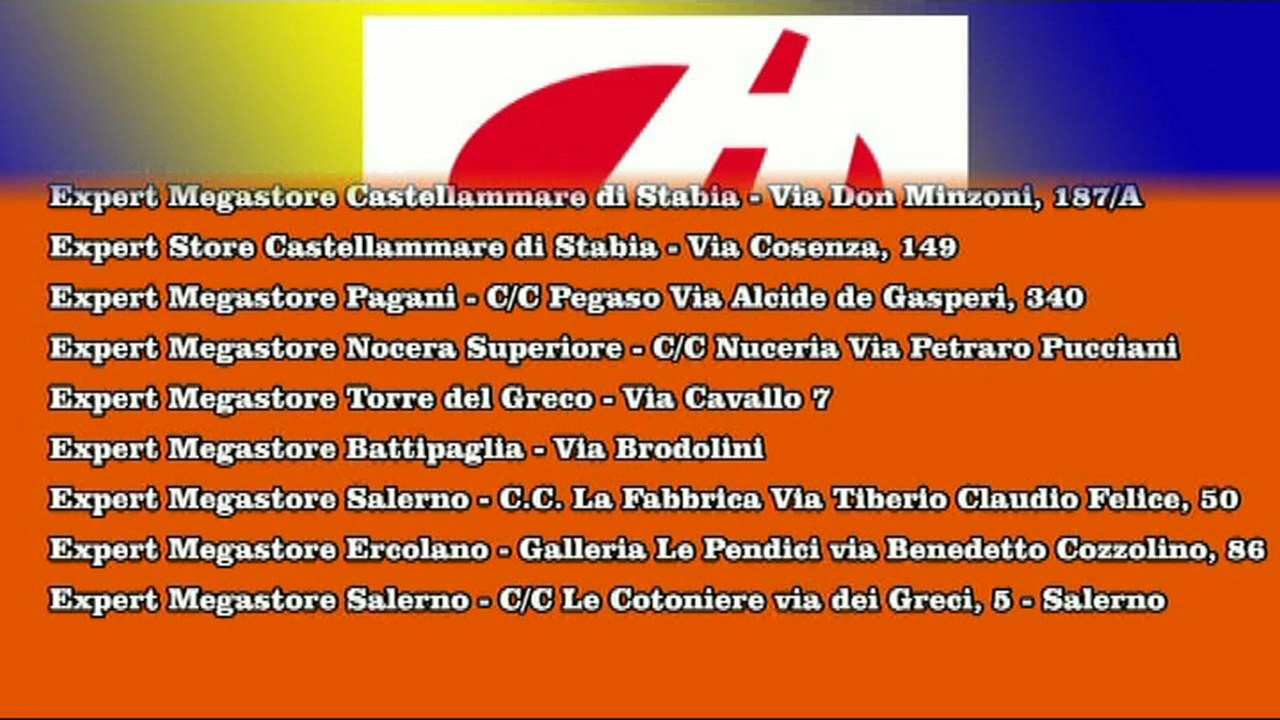 Expert Megastore Castellammare di Stabia - Via Don Minzoni, 187/A
Expert Store Castellammare di Stabia - Via Cosenza, 149
Expert Megastore Pagani - C/C Pegaso Via Alcide de Gasperi, 340
Expert Megastore Nocera Superiore - C/C Nuceria Via Petraro Pucciani
Expert Megastore Torre del Greco - Via Cavallo 7
Expert Megastore Battipaglia - Via Brodolini
Expert Megastore Salerno - C.C. La Fabbrica Via Tiberio Claudio Felice, 50
Expert Megastore Ercolano - Galleria Le Pendici via Benedetto Cozzolino, 86
Expert Megastore Salerno - C/C Le Cotoniere via dei Greci, 5 - Salerno